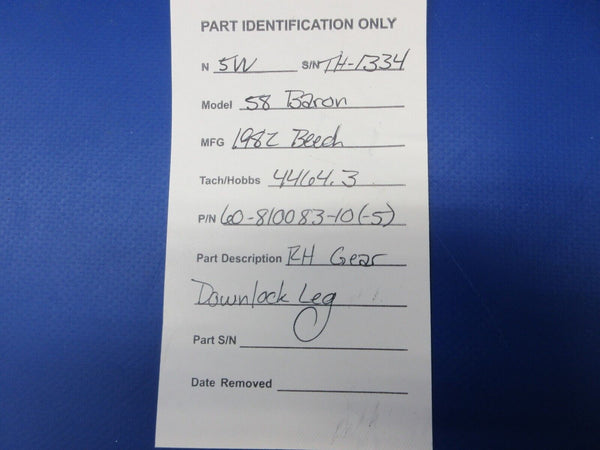 PART IDENTIFICATION ONLY
N 5W S/N TH-1334
Model 58 Baron
MFG 1982 Beech
Tach/Hobbs 4464.3
P/N 60-810083-10(-5)
Part Description RH Gear
Downlock Leg
Part S/N
Date Removed